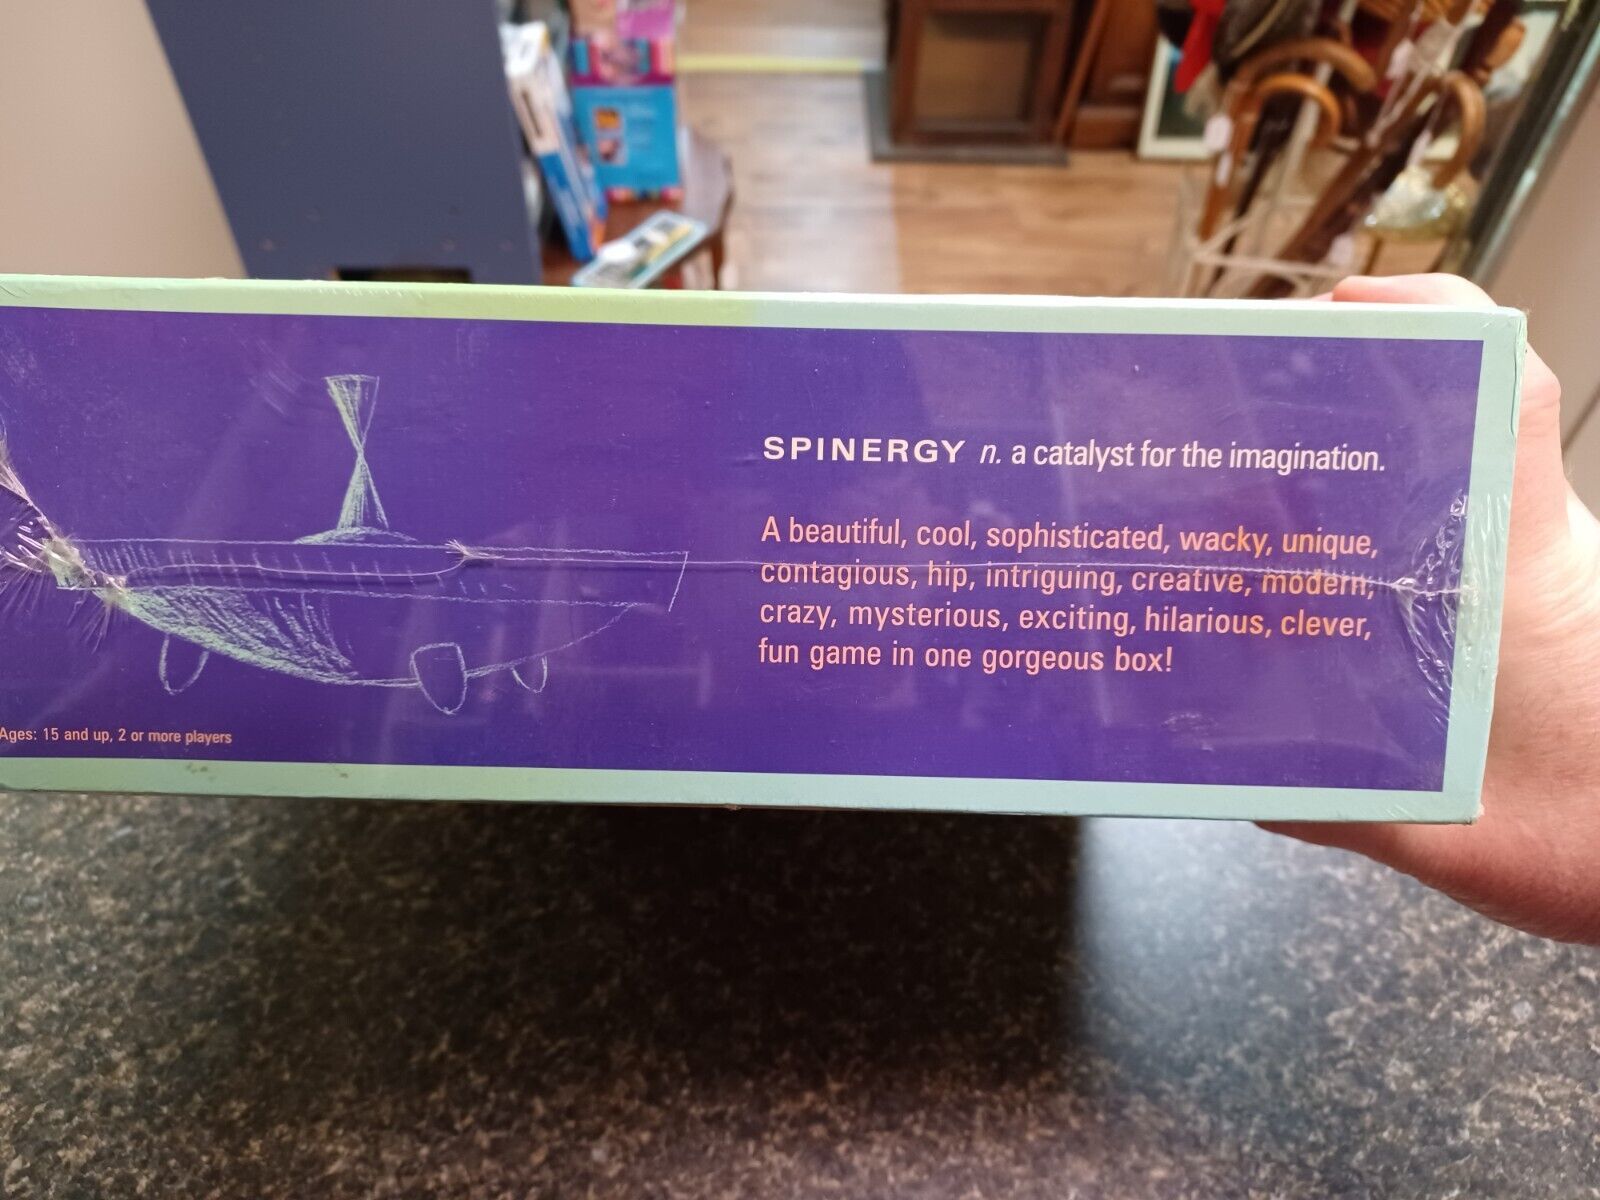 SPINERGY n. a catalyst for the imagination.
A beautiful, cool, sophisticated, wacky, unique,
contagious, hip, intriguing, creative, modern,
crazy, mysterious, exciting, hilarious, clever,
fun game in one gorgeous box!
Ages: 15 and up, 2 or more players